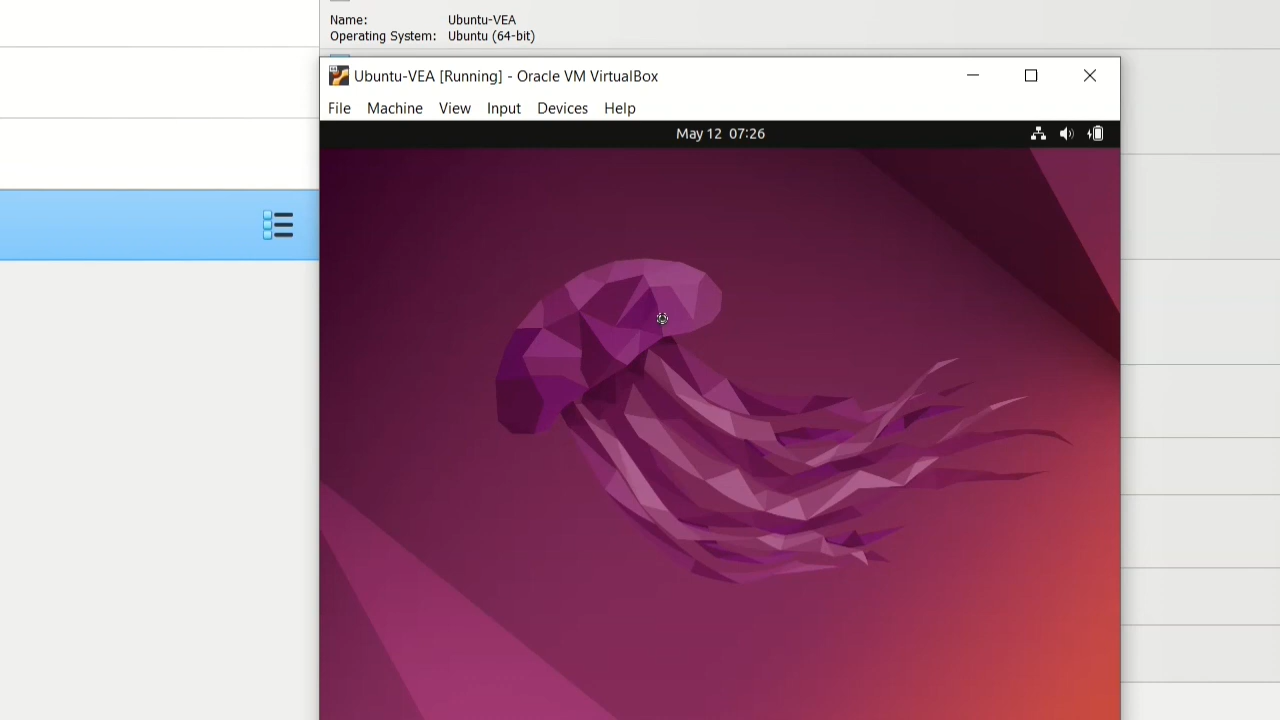 Name: Ubuntu-VEA
Operating System: Ubuntu (64-bit)
Ubuntu-VEA [Running] - Oracle VM VirtualBox
File Machine View Input Devices Help
May 12 07:26